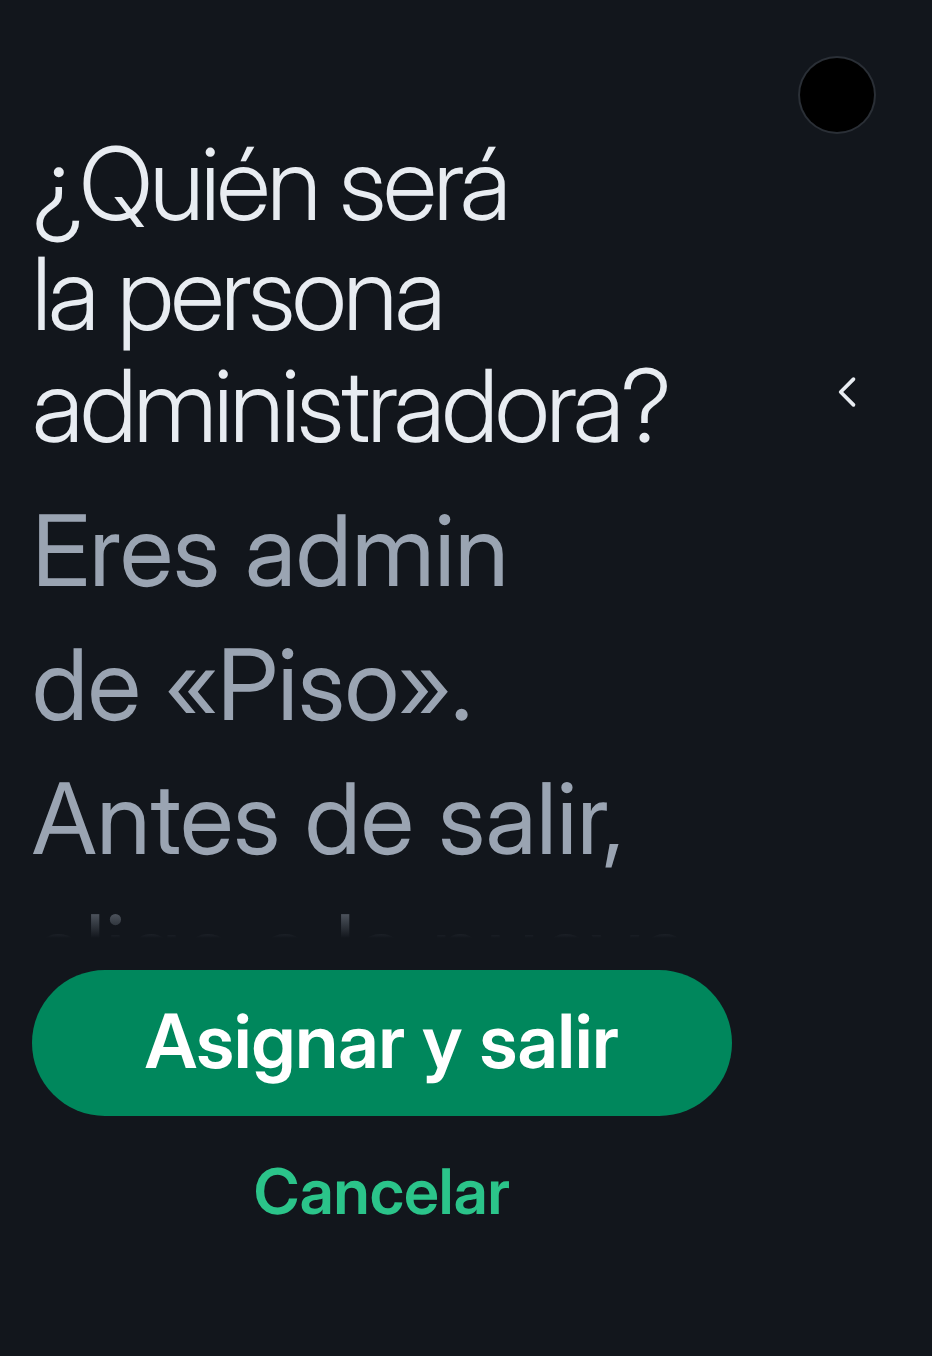 ¿Quién será
la persona
administradora?
Eres admin
de «Piso».
Antes de salir,
Asignar y salir
Cancelar